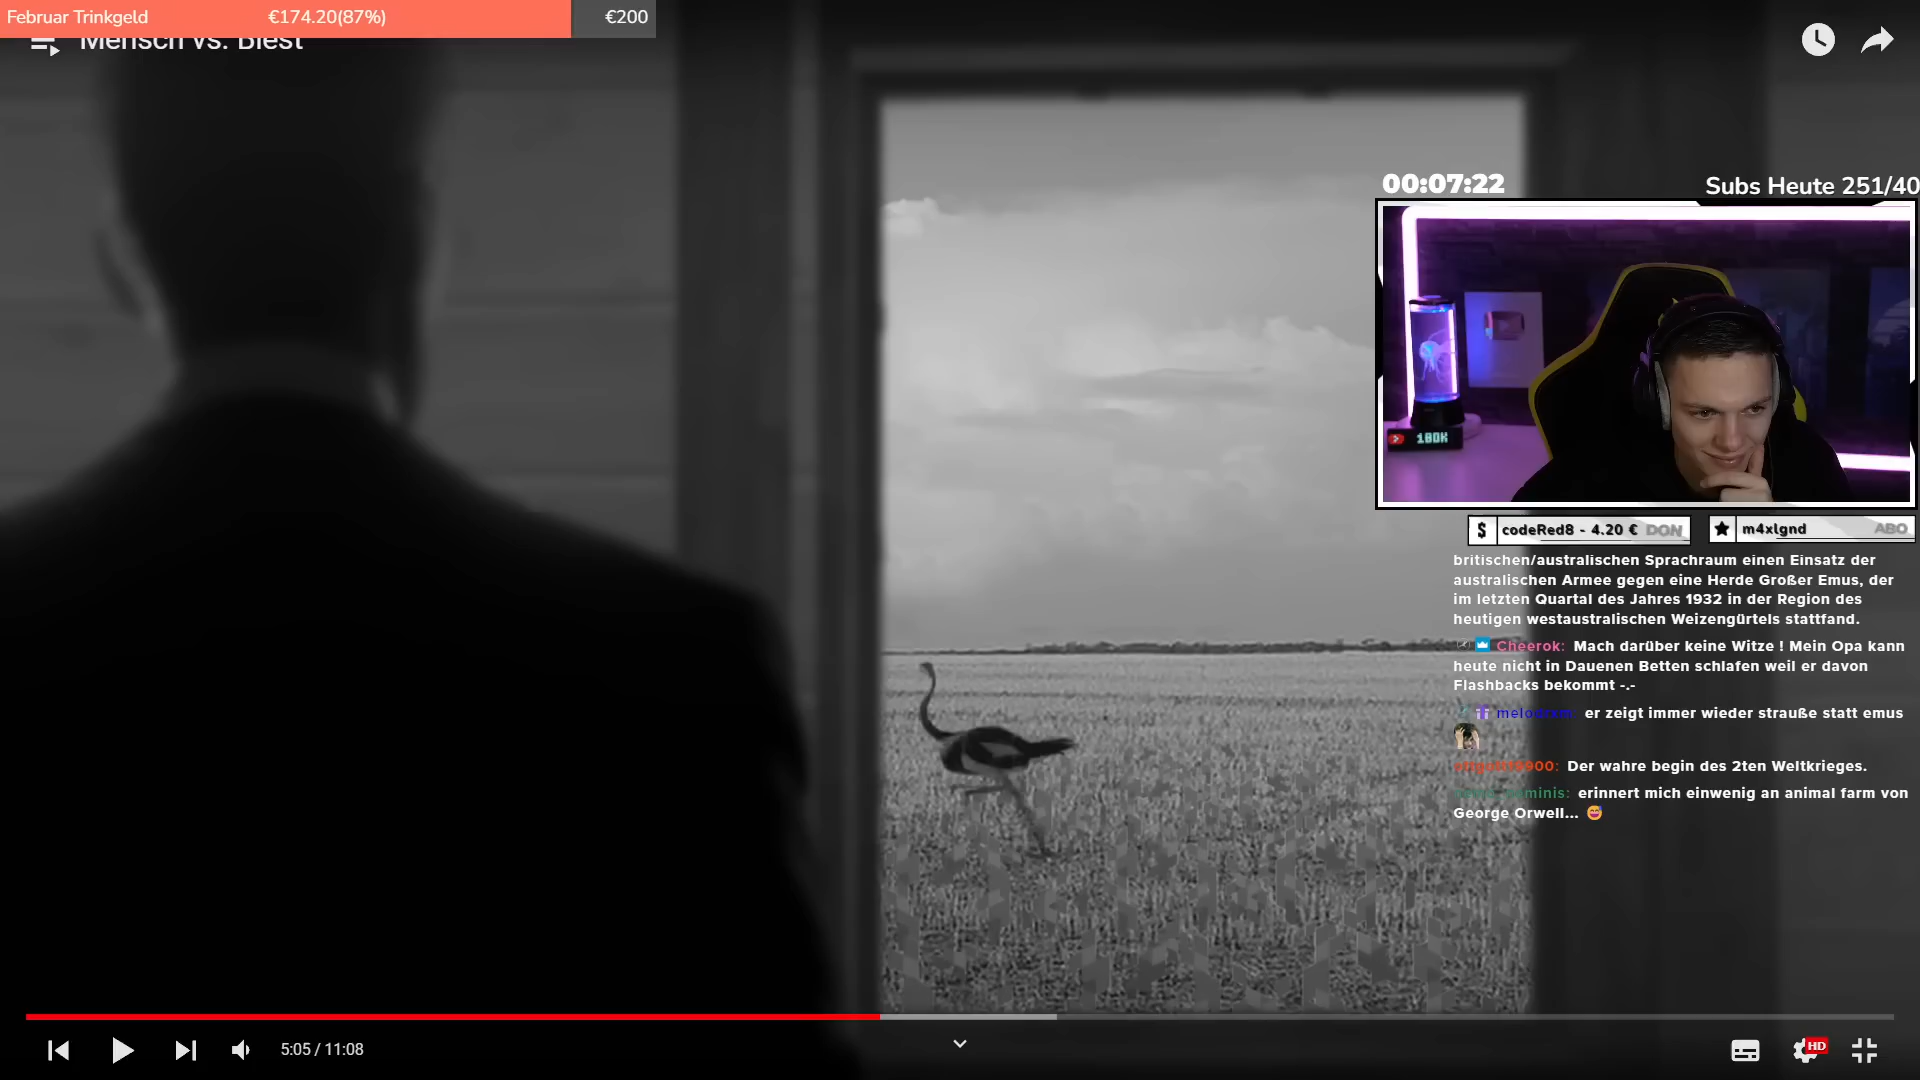 Februar Trinkgeld €174.20(87%) €200
Mensch vs. Biest
00:07:22 Subs Heute 251/40
180K
$ codeRed8 - 4.20 € DON
★ m4xlgnd ABO
britischen/australischen Sprachraum einen Einsatz der
australischen Armee gegen eine Herde Großer Emus, der
im letzten Quartal des Jahres 1932 in der Region des
heutigen westaustralischen Weizengürtels stattfand.
Cheerok: Mach darüber keine Witze ! Mein Opa kann
heute nicht in Dauenen Betten schlafen weil er davon
Flashbacks bekommt -.-
er zeigt immer wieder strauße statt emus
Der wahre begin des 2ten Weltkrieges.
erinnert mich einwenig an animal farm von
George Orwell... 😅
5:05 / 11:08
HD